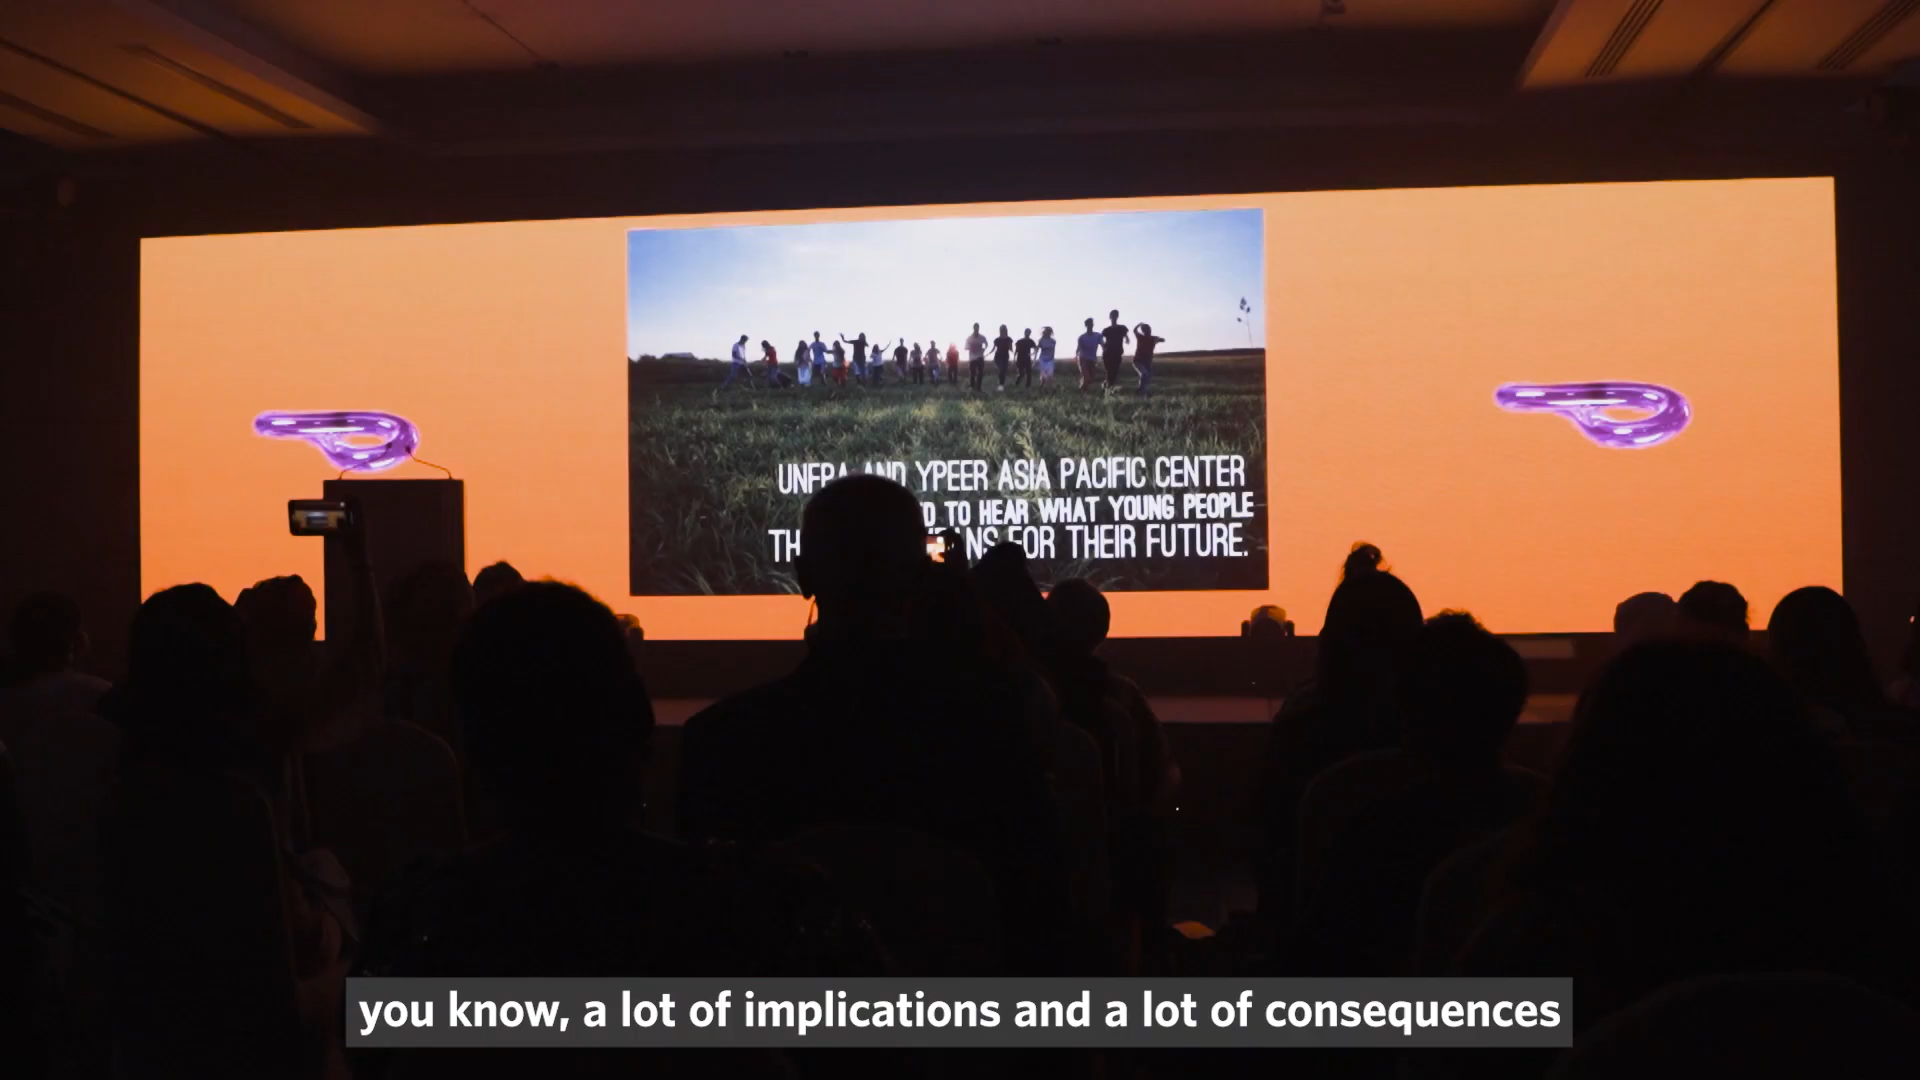 UNFPA AND YPEER ASIA PACIFIC CENTER
TO HEAR WHAT YOUNG PEOPLE
FOR THEIR FUTURE.
you know, a lot of implications and a lot of consequences